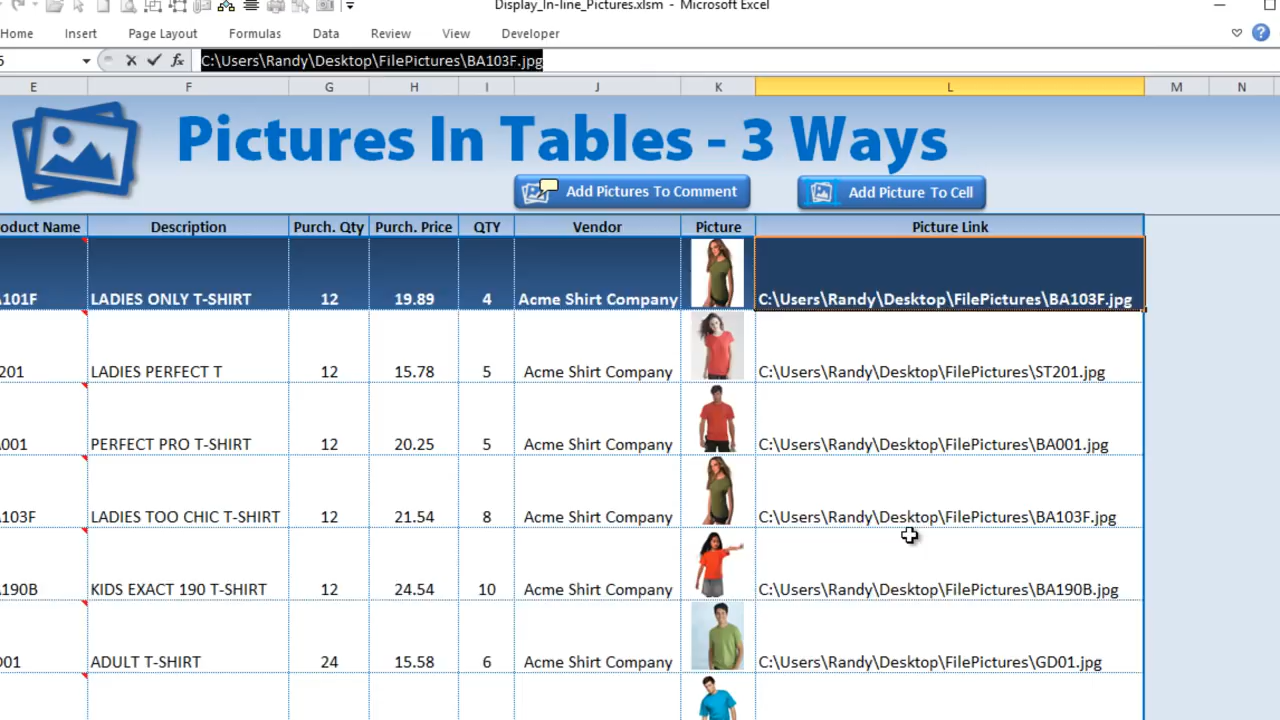 Display_In-line_Pictures.xlsm - Microsoft Excel
Home Insert Page Layout Formulas Data Review View Developer
5 fx C:\Users\Randy\Desktop\FilePictures\BA103F.jpg
E F G H I J K L M N
Pictures In Tables - 3 Ways
Add Pictures To Comment Add Picture To Cell
oduct Name Description Purch. Qty Purch. Price QTY Vendor Picture Picture Link
A101F LADIES ONLY T-SHIRT 12 19.89 4 Acme Shirt Company C:\Users\Randy\Desktop\FilePictures\BA103F.jpg
201 LADIES PERFECT T 12 15.78 5 Acme Shirt Company C:\Users\Randy\Desktop\FilePictures\ST201.jpg
A001 PERFECT PRO T-SHIRT 12 20.25 5 Acme Shirt Company C:\Users\Randy\Desktop\FilePictures\BA001.jpg
A103F LADIES TOO CHIC T-SHIRT 12 21.54 8 Acme Shirt Company C:\Users\Randy\Desktop\FilePictures\BA103F.jpg
A190B KIDS EXACT 190 T-SHIRT 12 24.54 10 Acme Shirt Company C:\Users\Randy\Desktop\FilePictures\BA190B.jpg
D01 ADULT T-SHIRT 24 15.58 6 Acme Shirt Company C:\Users\Randy\Desktop\FilePictures\GD01.jpg